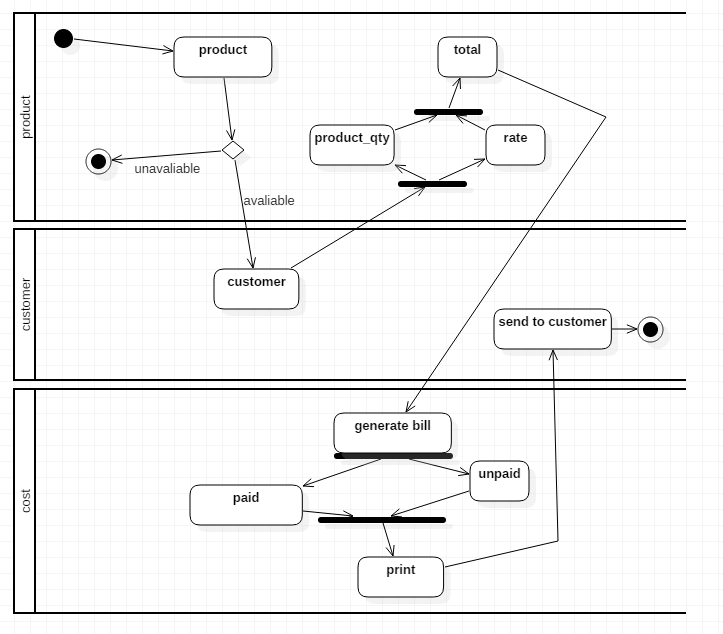 product
product
total
product_qty
rate
unavaliable
avaliable
customer
customer
send to customer
cost
generate bill
unpaid
paid
print